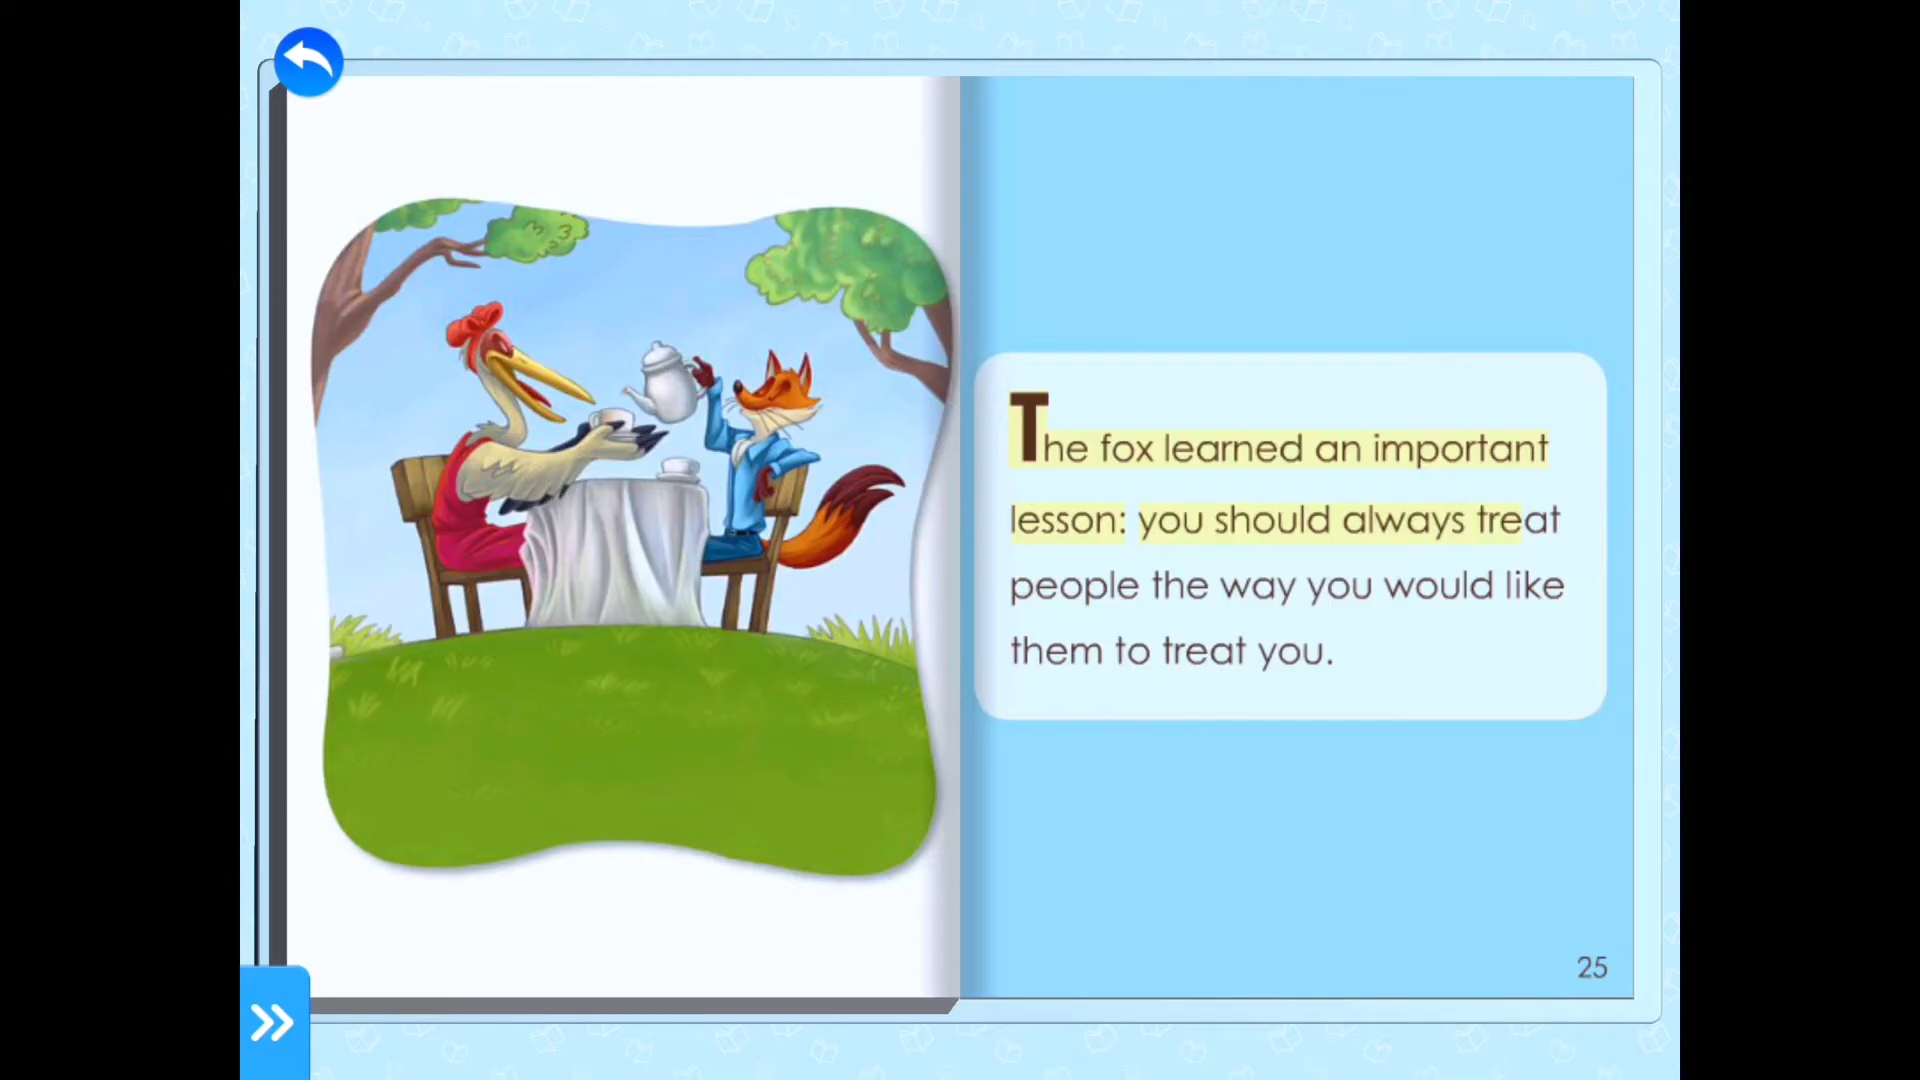 The fox learned an important
lesson: you should always treat
people the way you would like
them to treat you.
25